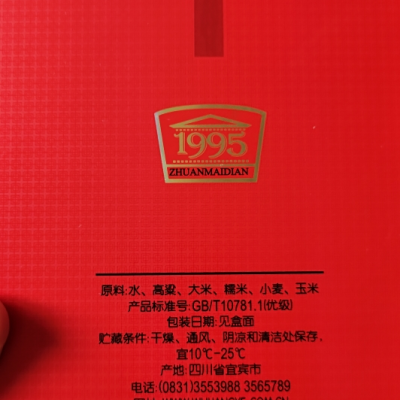 1995
ZHUANMAIDIAN
原料:水、高粱、大米、糯米、小麦、玉米
产品标准号:GB/T10781.1(优级)
包装日期:见盒面
贮藏条件:干燥、通风、阴凉和清洁处保存,
宜10℃-25℃
产地:四川省宜宾市
电话:(0831)3553988 3565789